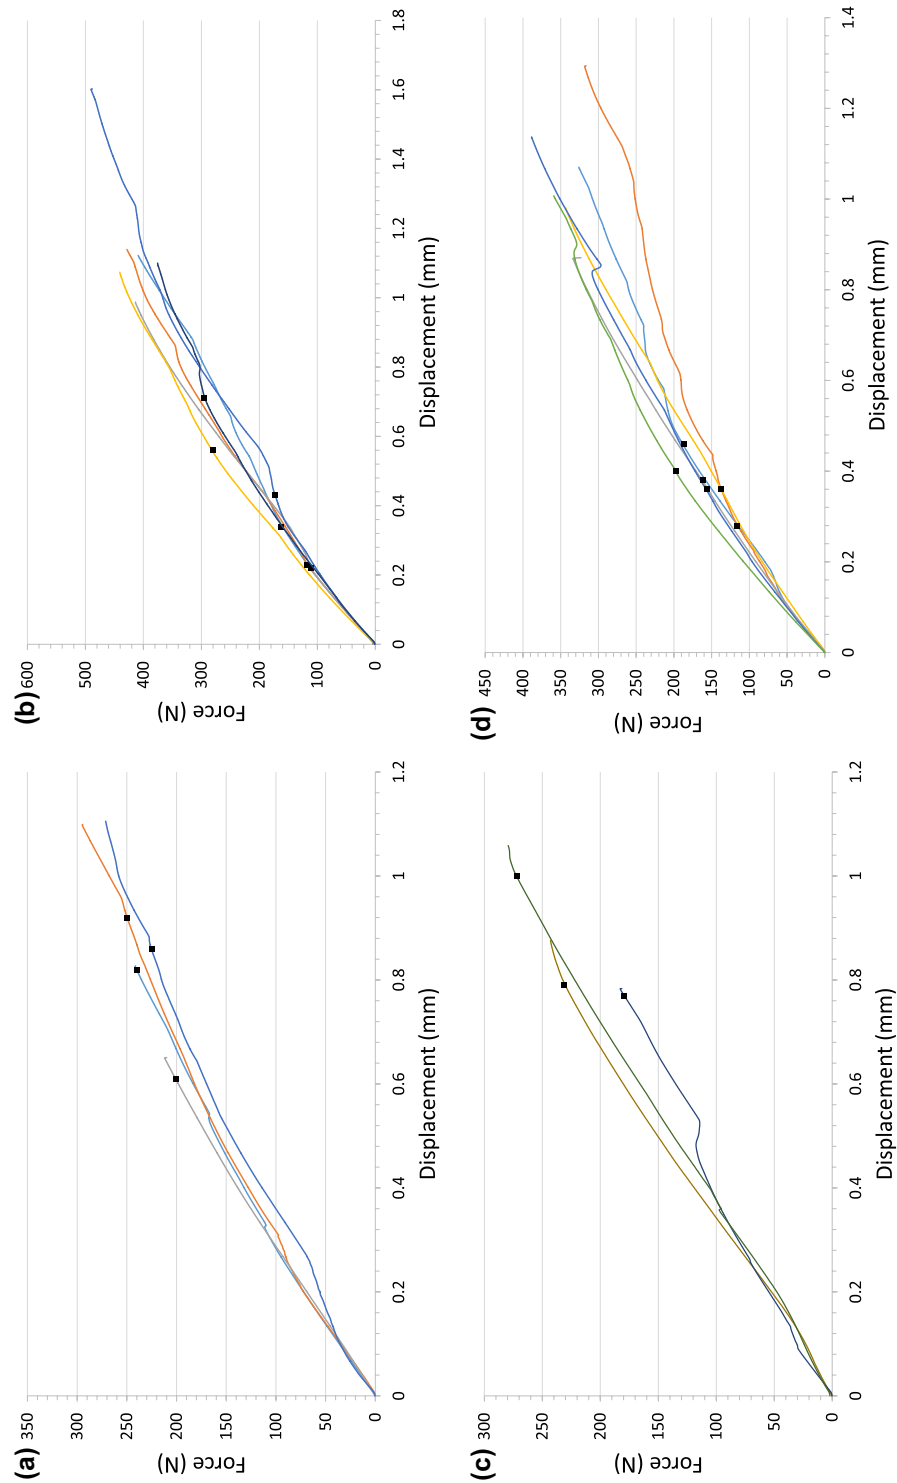 (a)
350
300
250
200
150
100
50
0
0 0.2 0.4 0.6 0.8 1 1.2
Force (N)
Displacement (mm)
(b)
600
500
400
300
200
100
0
0 0.2 0.4 0.6 0.8 1 1.2 1.4 1.6 1.8
Force (N)
Displacement (mm)
(c)
300
250
200
150
100
50
0
0 0.2 0.4 0.6 0.8 1 1.2
Force (N)
Displacement (mm)
(d)
450
400
350
300
250
200
150
100
50
0
0 0.2 0.4 0.6 0.8 1 1.2 1.4
Force (N)
Displacement (mm)